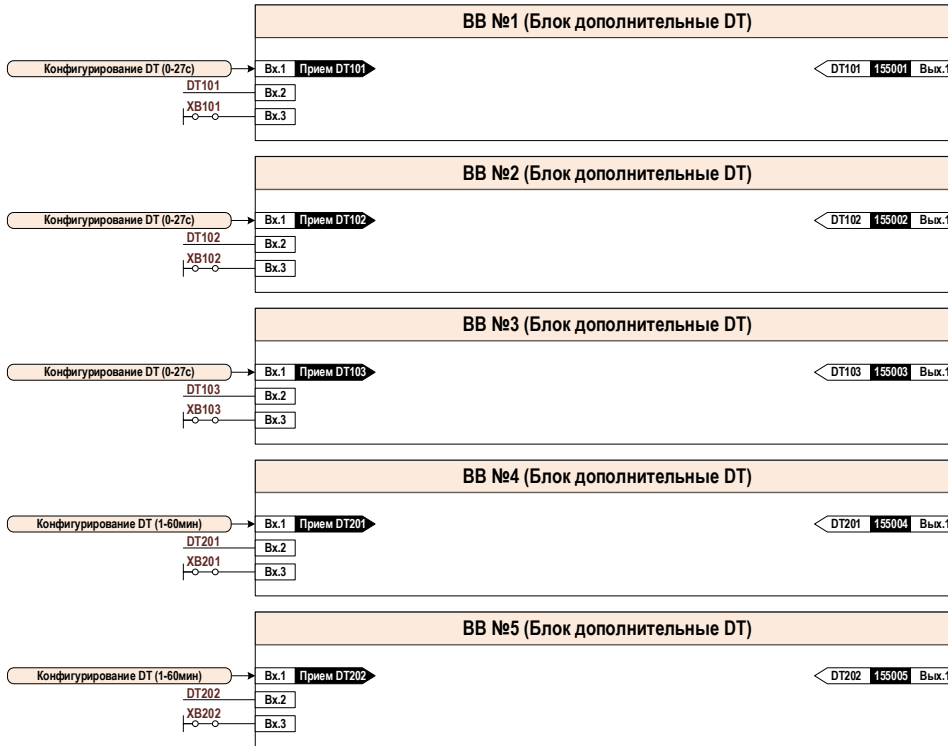 ВВ №1 (Блок дополнительные DT)
Конфигурирование DT (0-27с) Вх.1 Прием DT101 DT101 155001 Вых.1
DT101 Вх.2
XB101 Вх.3
ВВ №2 (Блок дополнительные DT)
Конфигурирование DT (0-27с) Вх.1 Прием DT102 DT102 155002 Вых.1
DT102 Вх.2
XB102 Вх.3
ВВ №3 (Блок дополнительные DT)
Конфигурирование DT (0-27с) Вх.1 Прием DT103 DT103 155003 Вых.1
DT103 Вх.2
XB103 Вх.3
ВВ №4 (Блок дополнительные DT)
Конфигурирование DT (1-60мин) Вх.1 Прием DT201 DT201 155004 Вых.1
DT201 Вх.2
XB201 Вх.3
ВВ №5 (Блок дополнительные DT)
Конфигурирование DT (1-60мин) Вх.1 Прием DT202 DT202 155005 Вых.1
DT202 Вх.2
XB202 Вх.3